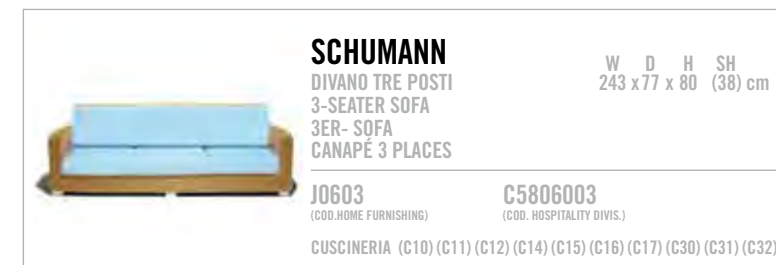 SCHUMANN
DIVANO TRE POSTI
3-SEATER SOFA
3ER- SOFA
CANAPÉ 3 PLACES
W D H SH
243 x77 x 80 (38) cm
J0603
(COD.HOME FURNISHING)
C5806003
(COD. HOSPITALITY DIVIS.)
CUSCINERIA (C10) (C11) (C12) (C14) (C15) (C16) (C17) (C30) (C31) (C32)